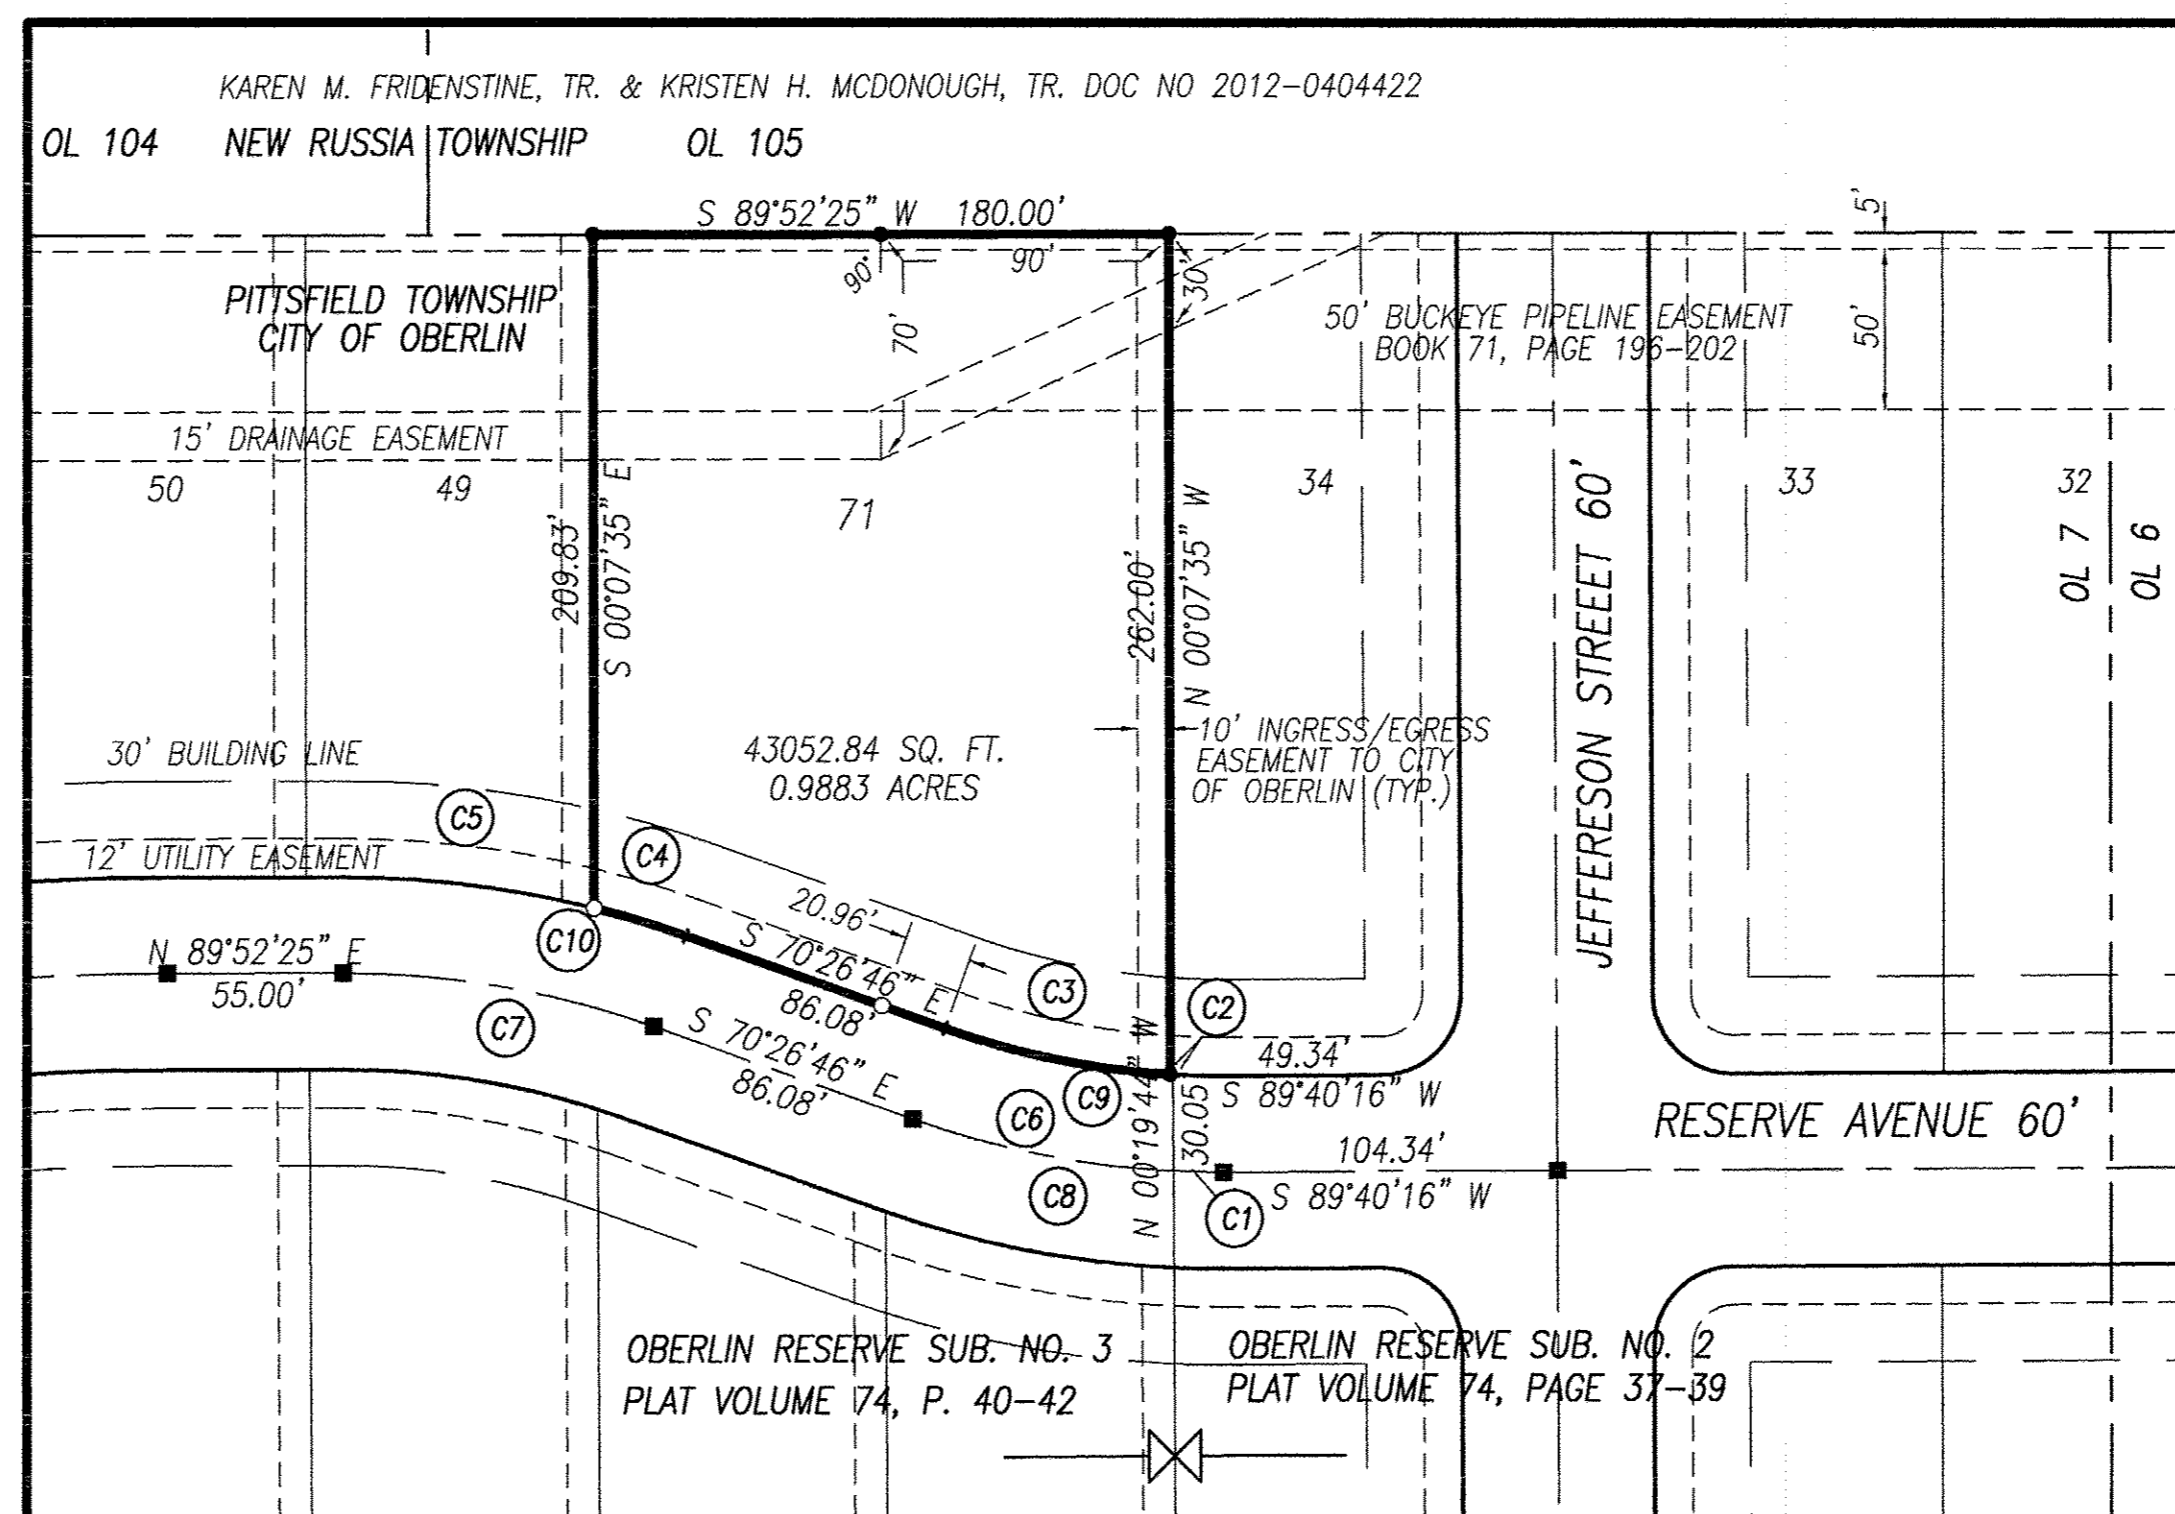 KAREN M. FRIDENSTINE, TR. & KRISTEN H. MCDONOUGH, TR. DOC NO 2012-0404422
OL 104 NEW RUSSIA TOWNSHIP OL 105
S 89°52'25" W 180.00'
5'
90°
90'
30'
70'
PITTSFIELD TOWNSHIP
CITY OF OBERLIN
50' BUCKEYE PIPELINE EASEMENT
BOOK 71, PAGE 196-202
50'
15' DRAINAGE EASEMENT
50
49
71
34
33
32
OL 7
OL 6
209.83'
S 00°07'35" E
262.00'
N 00°07'35" W
JEFFERESON STREEET 60'
43052.84 SQ. FT.
0.9883 ACRES
10' INGRESS/EGRESS
EASEMENT TO CITY
OF OBERLIN (TYP.)
30' BUILDING LINE
C5
12' UTILITY EASEMENT
C4
20.96'
S 70°26'46" E
86.08'
C10
C3
C2
N 89°52'25" E
55.00'
C7
S 70°26'46" E
86.08'
C6
C9
C8
N 00°19'44" W
30.05
49.34'
S 89°40'16" W
104.34'
S 89°40'16" W
C1
RESERVE AVENUE 60'
OBERLIN RESERVE SUB. NO. 3
PLAT VOLUME 74, P. 40-42
OBERLIN RESERVE SUB. NO. 2
PLAT VOLUME 74, PAGE 37-39